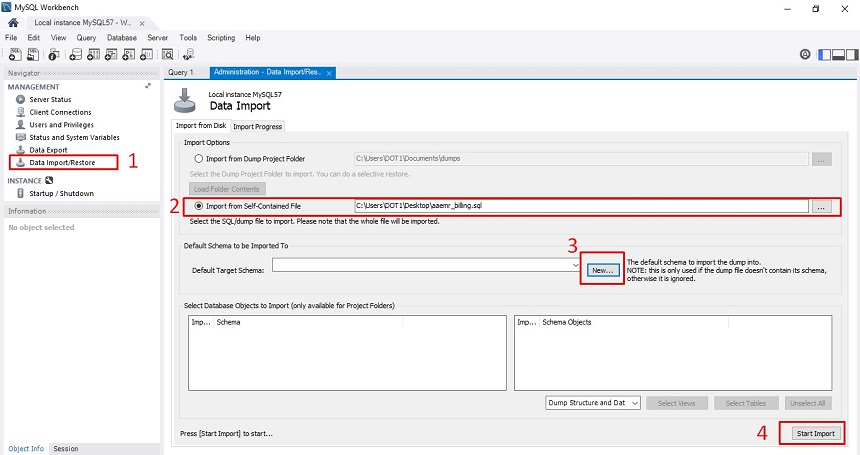 MySQL Workbench
Local instance MySQL57 - W...
File Edit View Query Database Server Tools Scripting Help
Navigator
Query 1
Administration - Data Import/Res...
MANAGEMENT
Server Status
Client Connections
Users and Privileges
Status and System Variables
Data Export
Data Import/Restore
1
INSTANCE
Startup / Shutdown
Information
No object selected
Object Info Session
Local instance MySQL57
Data Import
Import from Disk Import Progress
Import Options
Import from Dump Project Folder C:\Users\DOT1\Documents\dumps ...
Select the Dump Project Folder to import. You can do a selective restore.
Load Folder Contents
2 Import from Self-Contained File C:\Users\DOT1\Desktop\aaemr_billing.sql ...
Select the SQL/dump file to import. Please note that the whole file will be imported.
3
Default Schema to be Imported To
Default Target Schema: New...
The default schema to import the dump into.
NOTE: this is only used if the dump file doesn't contain its schema,
otherwise it is ignored.
Select Database Objects to Import (only available for Project Folders)
Imp... Schema
Imp... Schema Objects
Dump Structure and Dat Select Views Select Tables Unselect All
Press [Start Import] to start...
4 Start Import